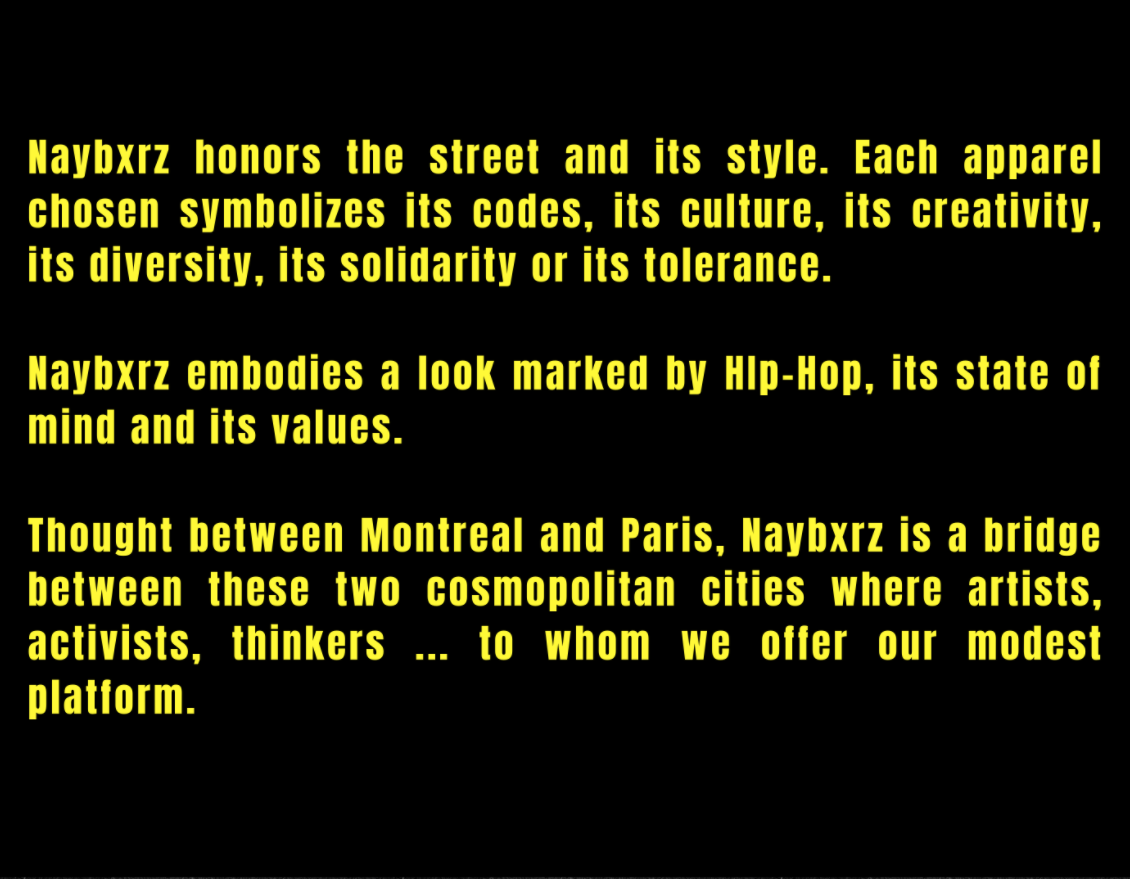 Naybxrz honors the street and its style. Each apparel
chosen symbolizes its codes, its culture, its creativity,
its diversity, its solidarity or its tolerance.
Naybxrz embodies a look marked by HIp-Hop, its state of
mind and its values.
Thought between Montreal and Paris, Naybxrz is a bridge
between these two cosmopolitan cities where artists,
activists, thinkers ... to whom we offer our modest
platform.